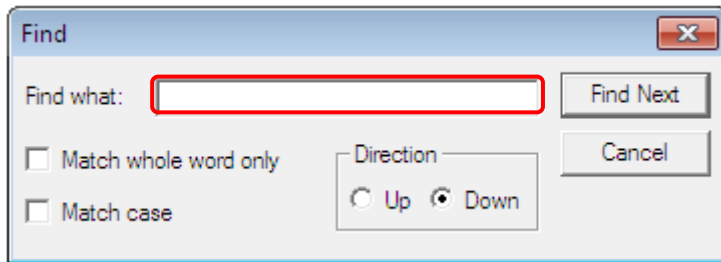 Find
Find what:
Find Next
Match whole word only
Direction
Cancel
Match case
Up
Down